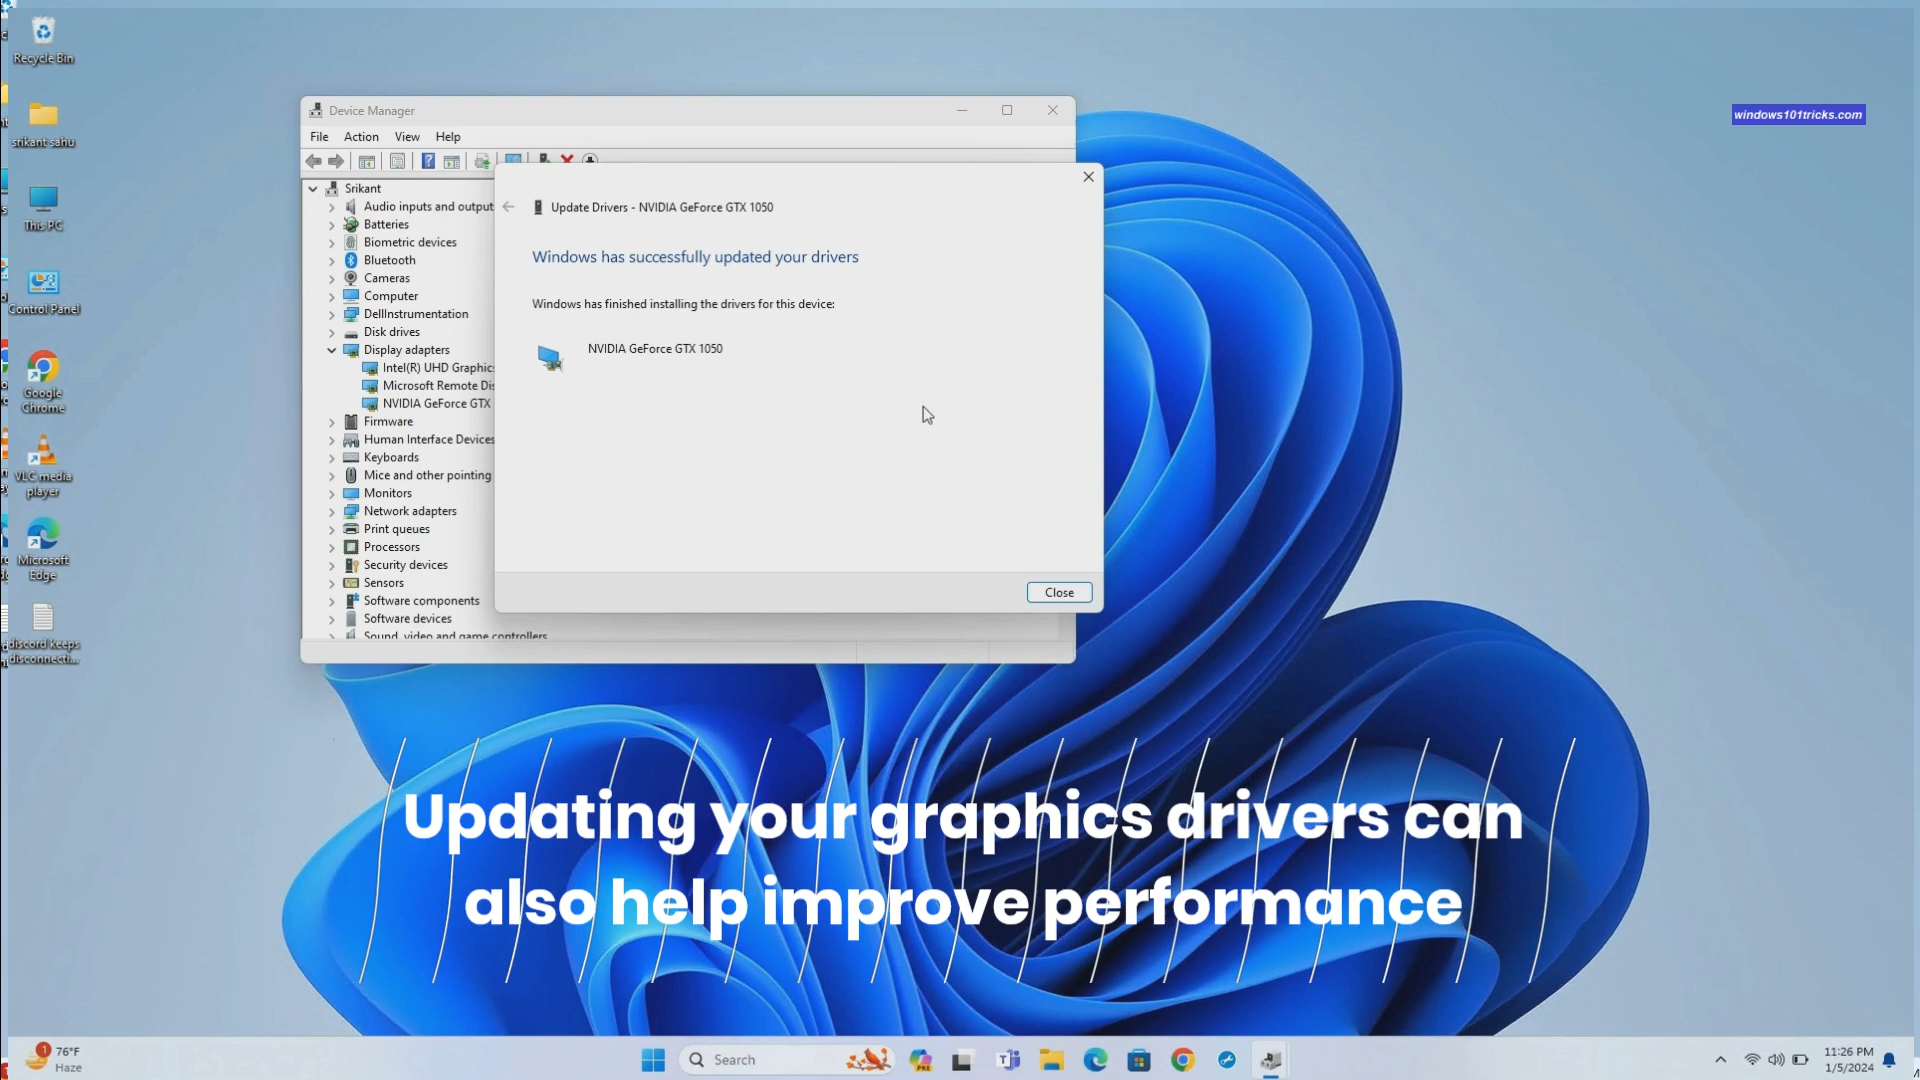 Recycle Bin
srikant sahu
This PC
Control Panel
Google
Chrome
VLC media
player
Microsoft
Edge
discord keeps
disconnecti...
windows101tricks.com
Device Manager
File Action View Help
Srikant
Audio inputs and output
Batteries
Biometric devices
Bluetooth
Cameras
Computer
DellInstrumentation
Disk drives
Display adapters
Intel(R) UHD Graphics
Microsoft Remote Dis
NVIDIA GeForce GTX
Firmware
Human Interface Devices
Keyboards
Mice and other pointing
Monitors
Network adapters
Print queues
Processors
Security devices
Sensors
Software components
Software devices
Sound, video and game controllers
Update Drivers - NVIDIA GeForce GTX 1050
Windows has successfully updated your drivers
Windows has finished installing the drivers for this device:
NVIDIA GeForce GTX 1050
Close
Updating your graphics drivers can
also help improve performance
1
76°F
Haze
Search
PRE
11:26 PM
1/5/2024